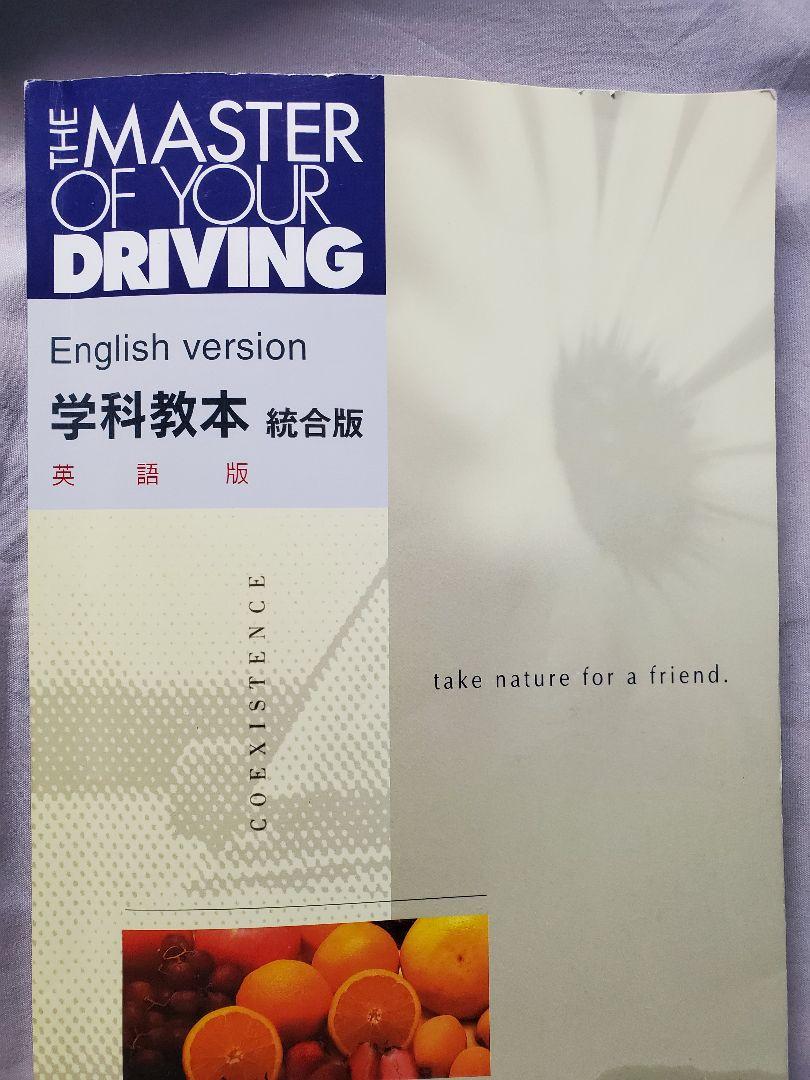 THE MASTER
OF YOUR
DRIVING
English version
学科教本 統合版
英語版
COEXISTENCE
take nature for a friend.